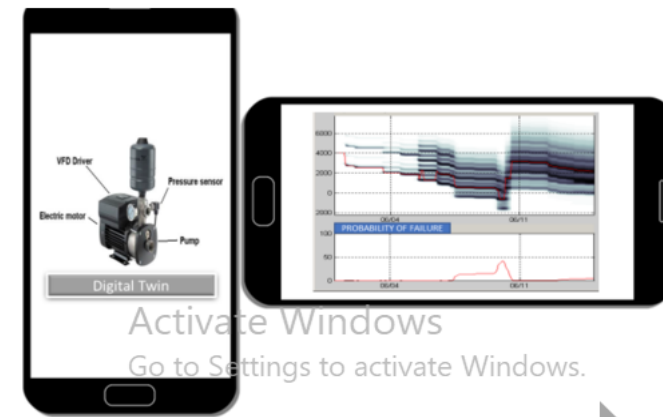 VFD Driver
Pressure sensor
Electric motor
Pump
Digital Twin
6000
4000
2000
0
2000
06/04
06/11
PROBABILITY OF FAILURE
100
50
0
06/04
06/11
Activate Windows
Go to Settings to activate Windows.